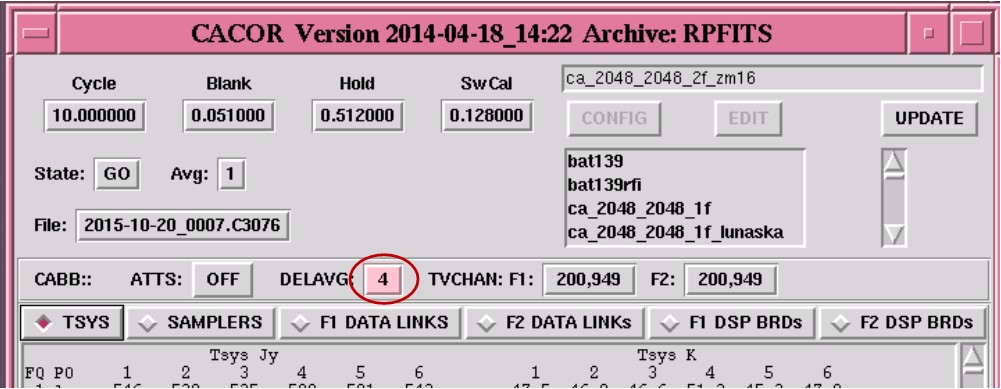 CACOR Version 2014-04-18_14:22 Archive: RPFITS
Cycle Blank Hold SwCal
10.000000 0.051000 0.512000 0.128000
ca_2048_2048_2f_zm16
CONFIG EDIT UPDATE
State: GO Avg: 1
File: 2015-10-20_0007.C3076
bat139
bat139rfi
ca_2048_2048_1f
ca_2048_2048_1f_lunaska
CABB:: ATTS: OFF DELAVG: 4 TVCHAN: F1: 200,949 F2: 200,949
TSYS SAMPLERS F1 DATA LINKS F2 DATA LINKs F1 DSP BRDs F2 DSP BRDs
Tsys Jy Tsys K
FQ PO 1 2 3 4 5 6 1 2 3 4 5 6